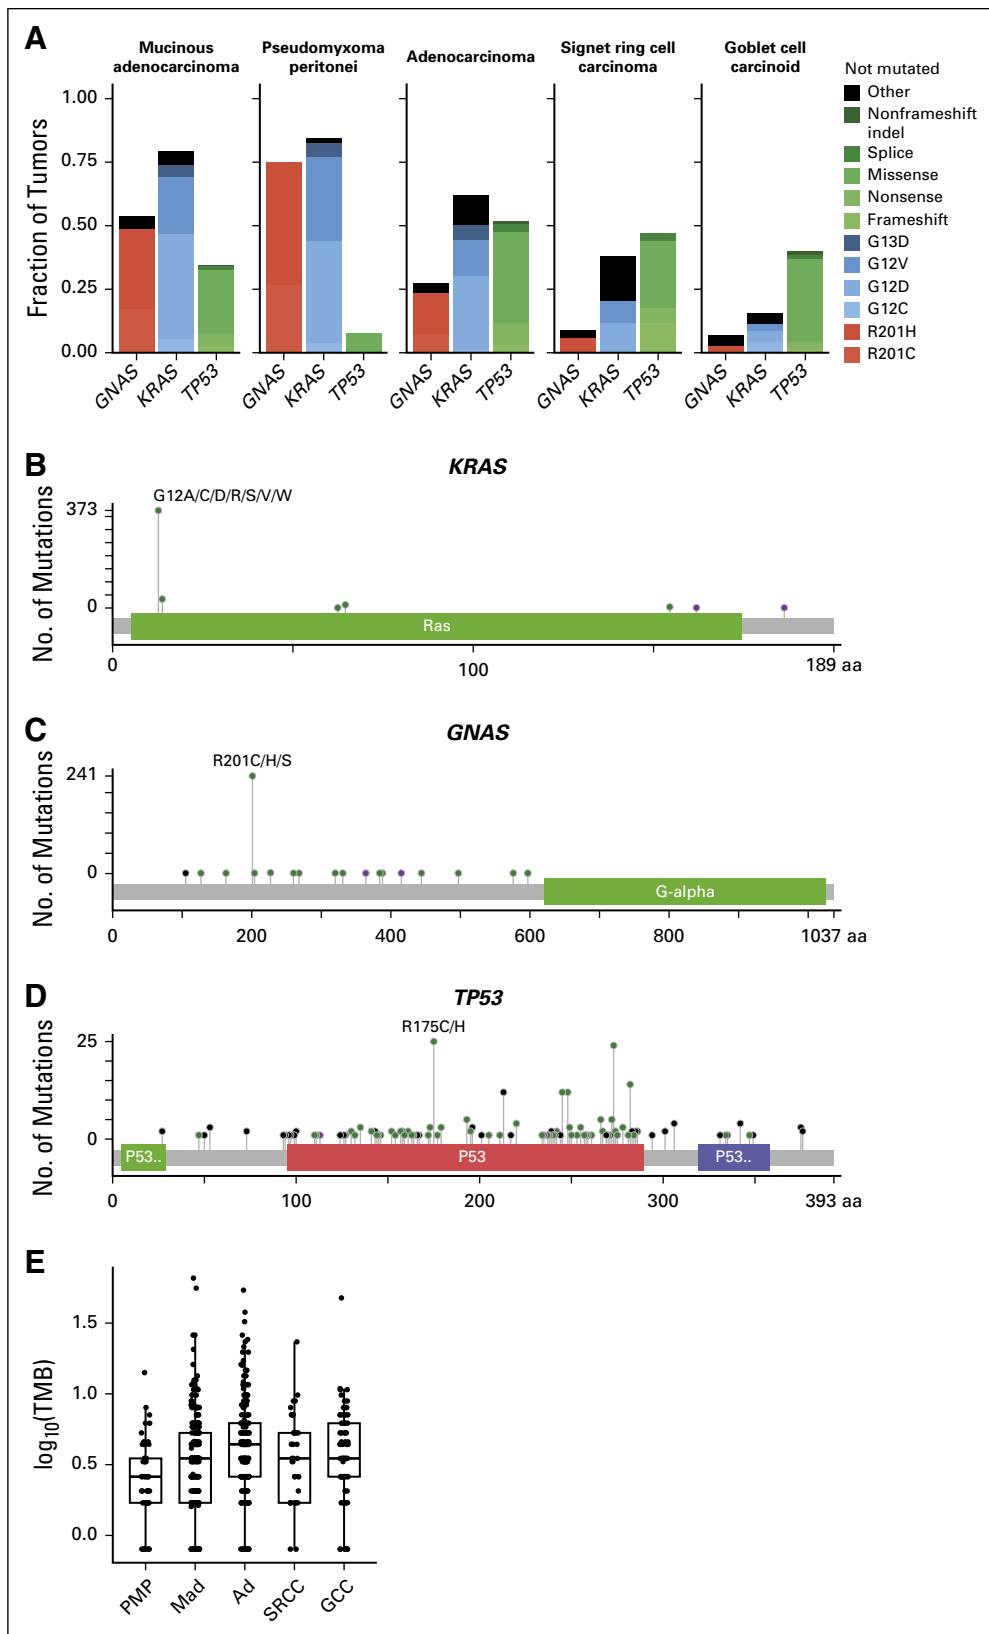 A
Mucinous
adenocarcinoma
Pseudomyxoma
peritonei
Adenocarcinoma
Signet ring cell
carcinoma
Goblet cell
carcinoid
Fraction of Tumors
1.00
0.75
0.50
0.25
0.00
GNAS
KRAS
TP53
GNAS
KRAS
TP53
GNAS
KRAS
TP53
GNAS
KRAS
TP53
GNAS
KRAS
TP53
Not mutated
Other
Nonframeshift
indel
Splice
Missense
Nonsense
Frameshift
G13D
G12V
G12D
G12C
R201H
R201C
B
KRAS
No. of Mutations
373
0
G12A/C/D/R/S/V/W
Ras
0
100
189 aa
C
GNAS
No. of Mutations
241
0
R201C/H/S
G-alpha
0
200
400
600
800
1037 aa
D
TP53
No. of Mutations
25
0
R175C/H
P53..
P53
P53..
0
100
200
300
393 aa
E
log10(TMB)
1.5
1.0
0.5
0.0
PMP
Mad
Ad
SRCC
GCC